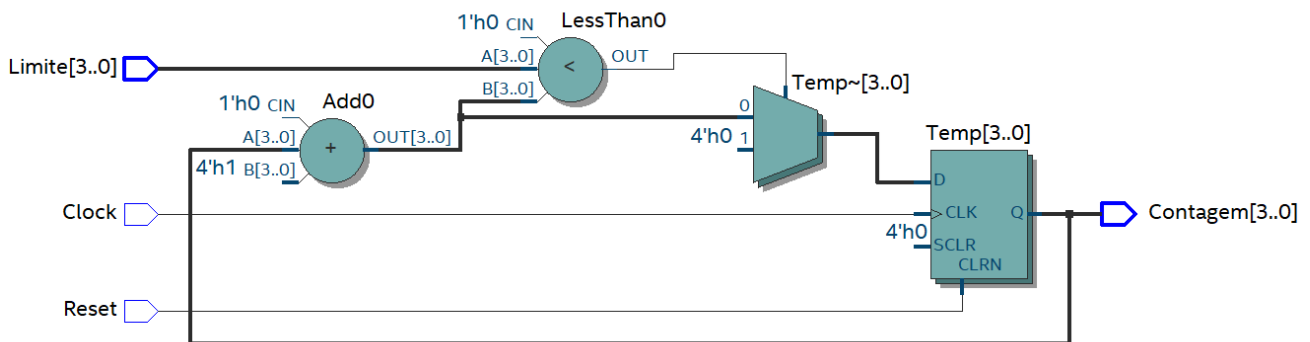 LessThan0
1'h0 CIN
A[3..0]
B[3..0]
<
OUT
Limite[3..0]
Add0
1'h0 CIN
A[3..0]
4'h1 B[3..0]
+
OUT[3..0]
Temp~[3..0]
0
4'h0 1
Temp[3..0]
D
Clock
CLK
Q
Contagem[3..0]
4'h0
SCLR
CLRN
Reset